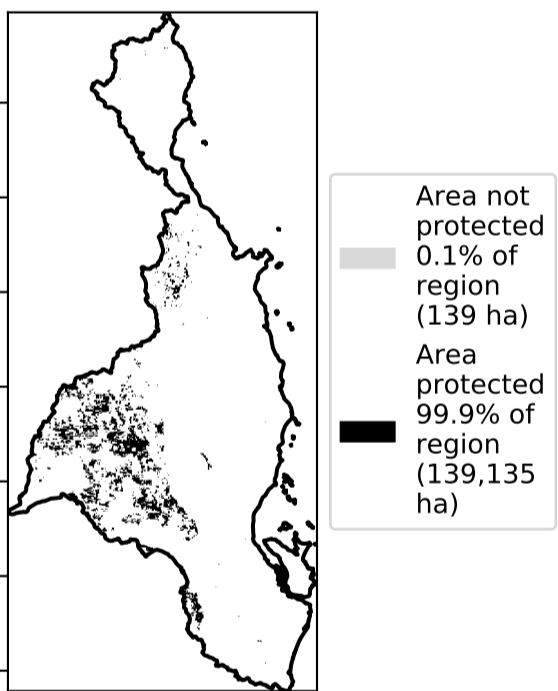 Area not
protected
0.1% of
region
(139 ha)
Area
protected
99.9% of
region
(139,135
ha)